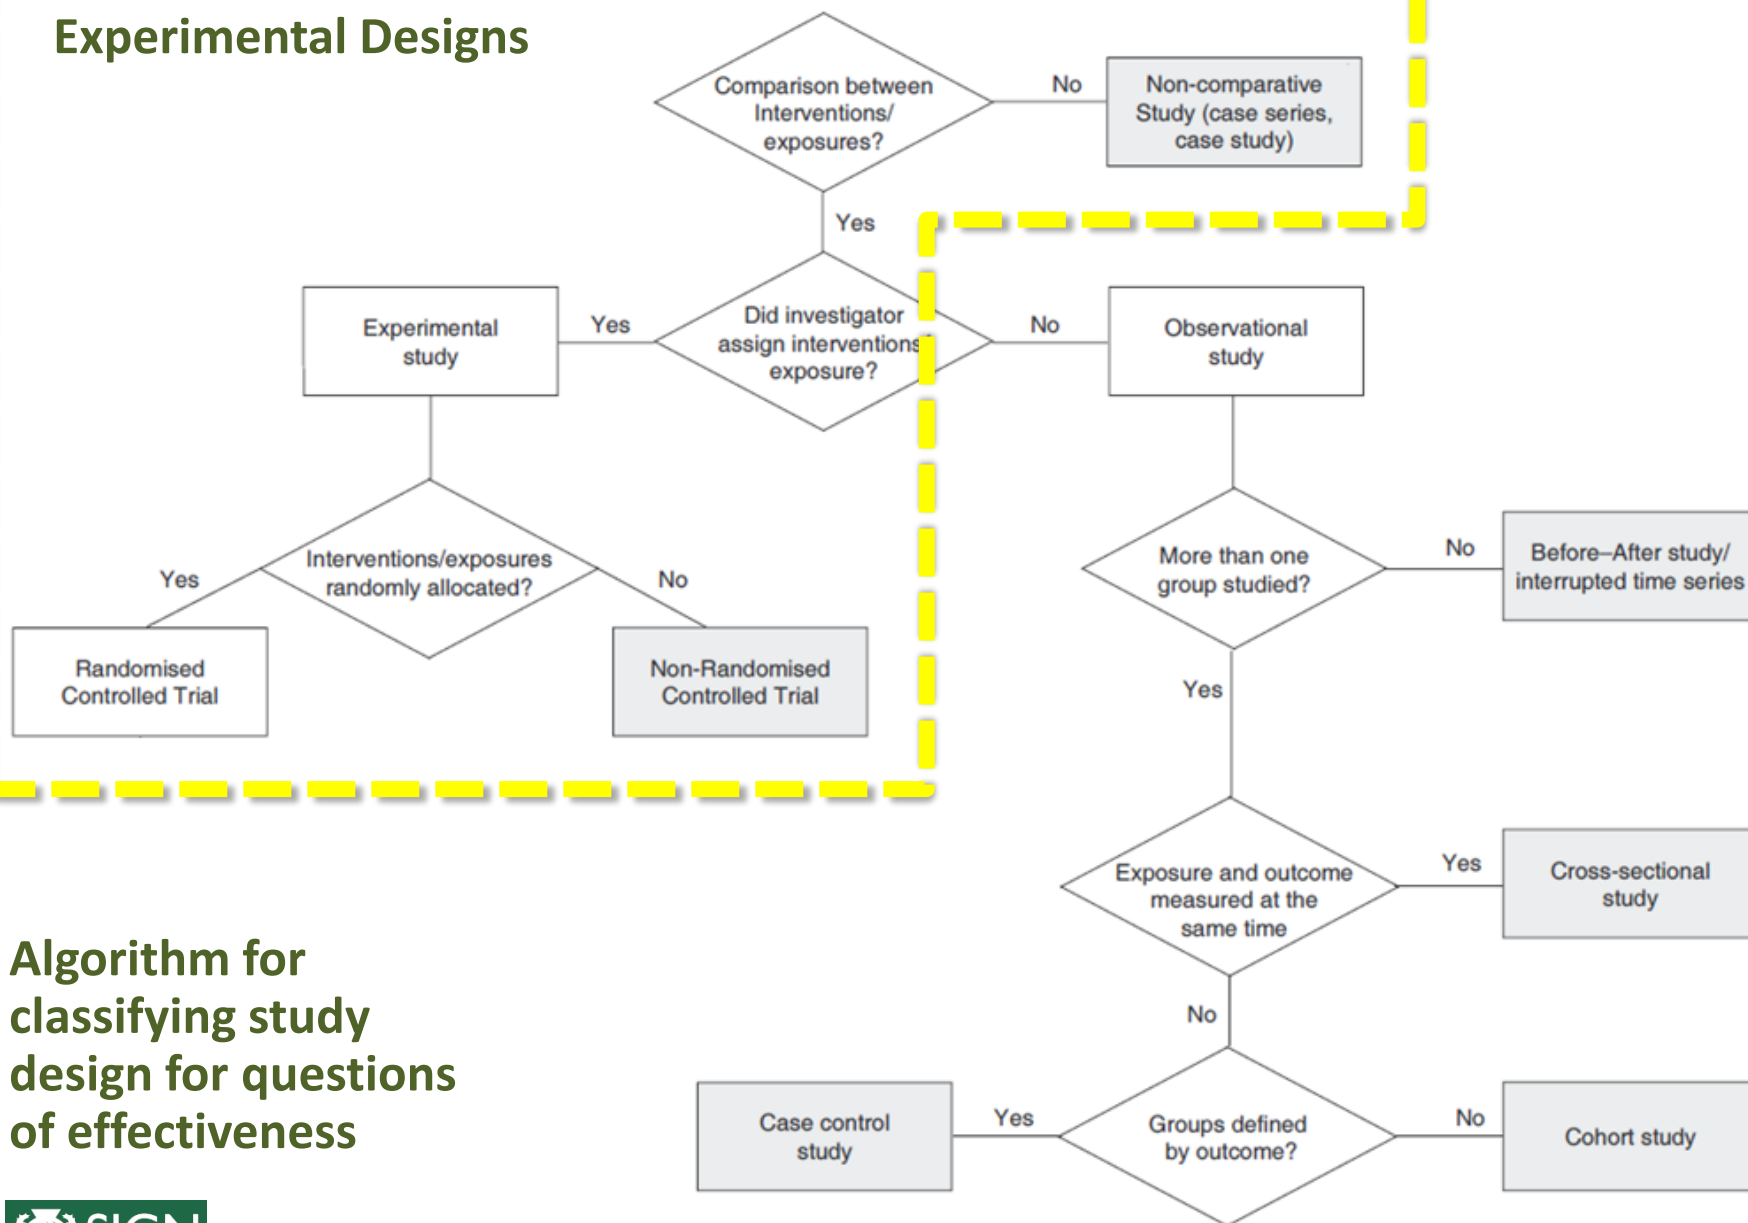 Experimental Designs
Comparison between
Interventions/
exposures?
No
Non-comparative
Study (case series,
case study)
Yes
Experimental
study
Yes
Did investigator
assign interventions
exposure?
No
Observational
study
Interventions/exposures
randomly allocated?
Yes
No
Randomised
Controlled Trial
Non-Randomised
Controlled Trial
More than one
group studied?
No
Before–After study/
interrupted time series
Yes
Exposure and outcome
measured at the
same time
Yes
Cross-sectional
study
No
Algorithm for
classifying study
design for questions
of effectiveness
Case control
study
Yes
Groups defined
by outcome?
No
Cohort study
SIGN